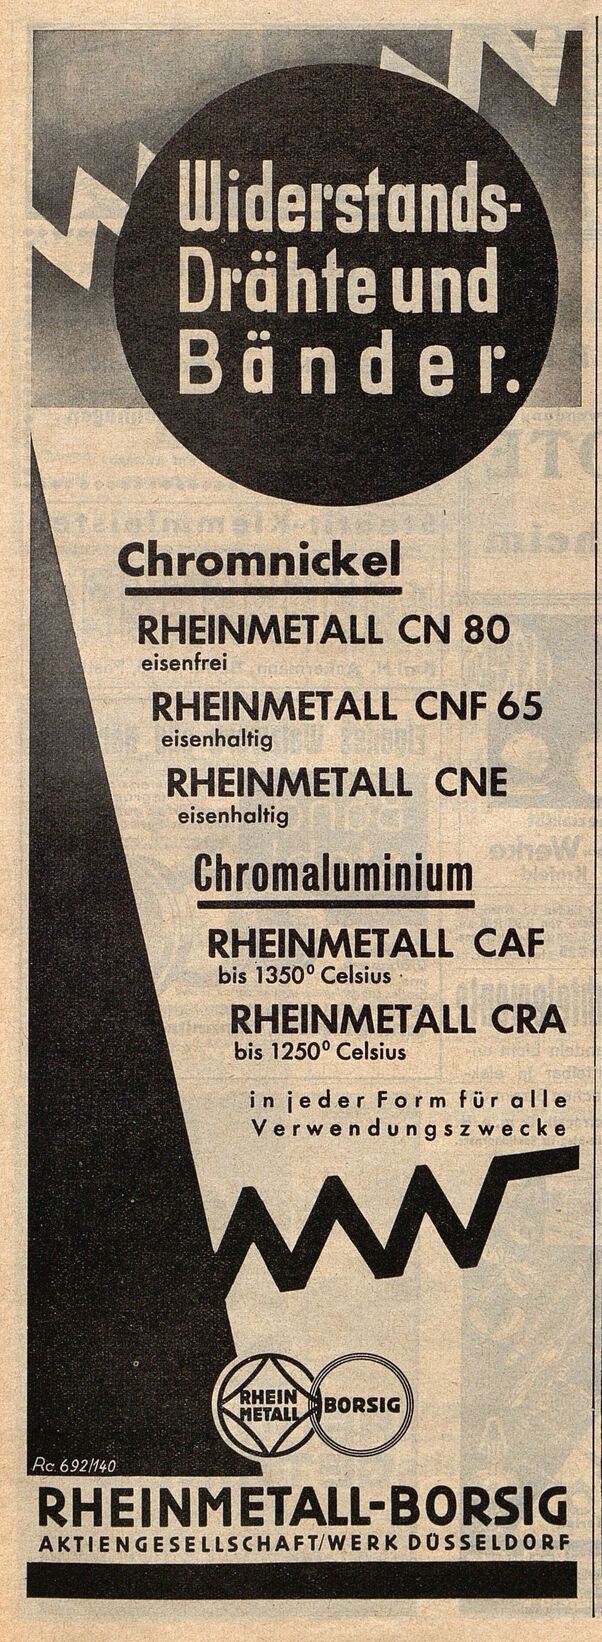 Widerstands-
Drähte und
Bänder.
Chromnickel
RHEINMETALL CN 80
eisenfrei
RHEINMETALL CNF 65
eisenhaltig
RHEINMETALL CNE
eisenhaltig
Chromaluminium
RHEINMETALL CAF
bis 1350° Celsius
RHEINMETALL CRA
bis 1250° Celsius
in jeder Form für alle
Verwendungszwecke
RHEIN
METALL
BORSIG
Rc. 692/140
RHEINMETALL-BORSIG
AKTIENGESELLSCHAFT/WERK DÜSSELDORF